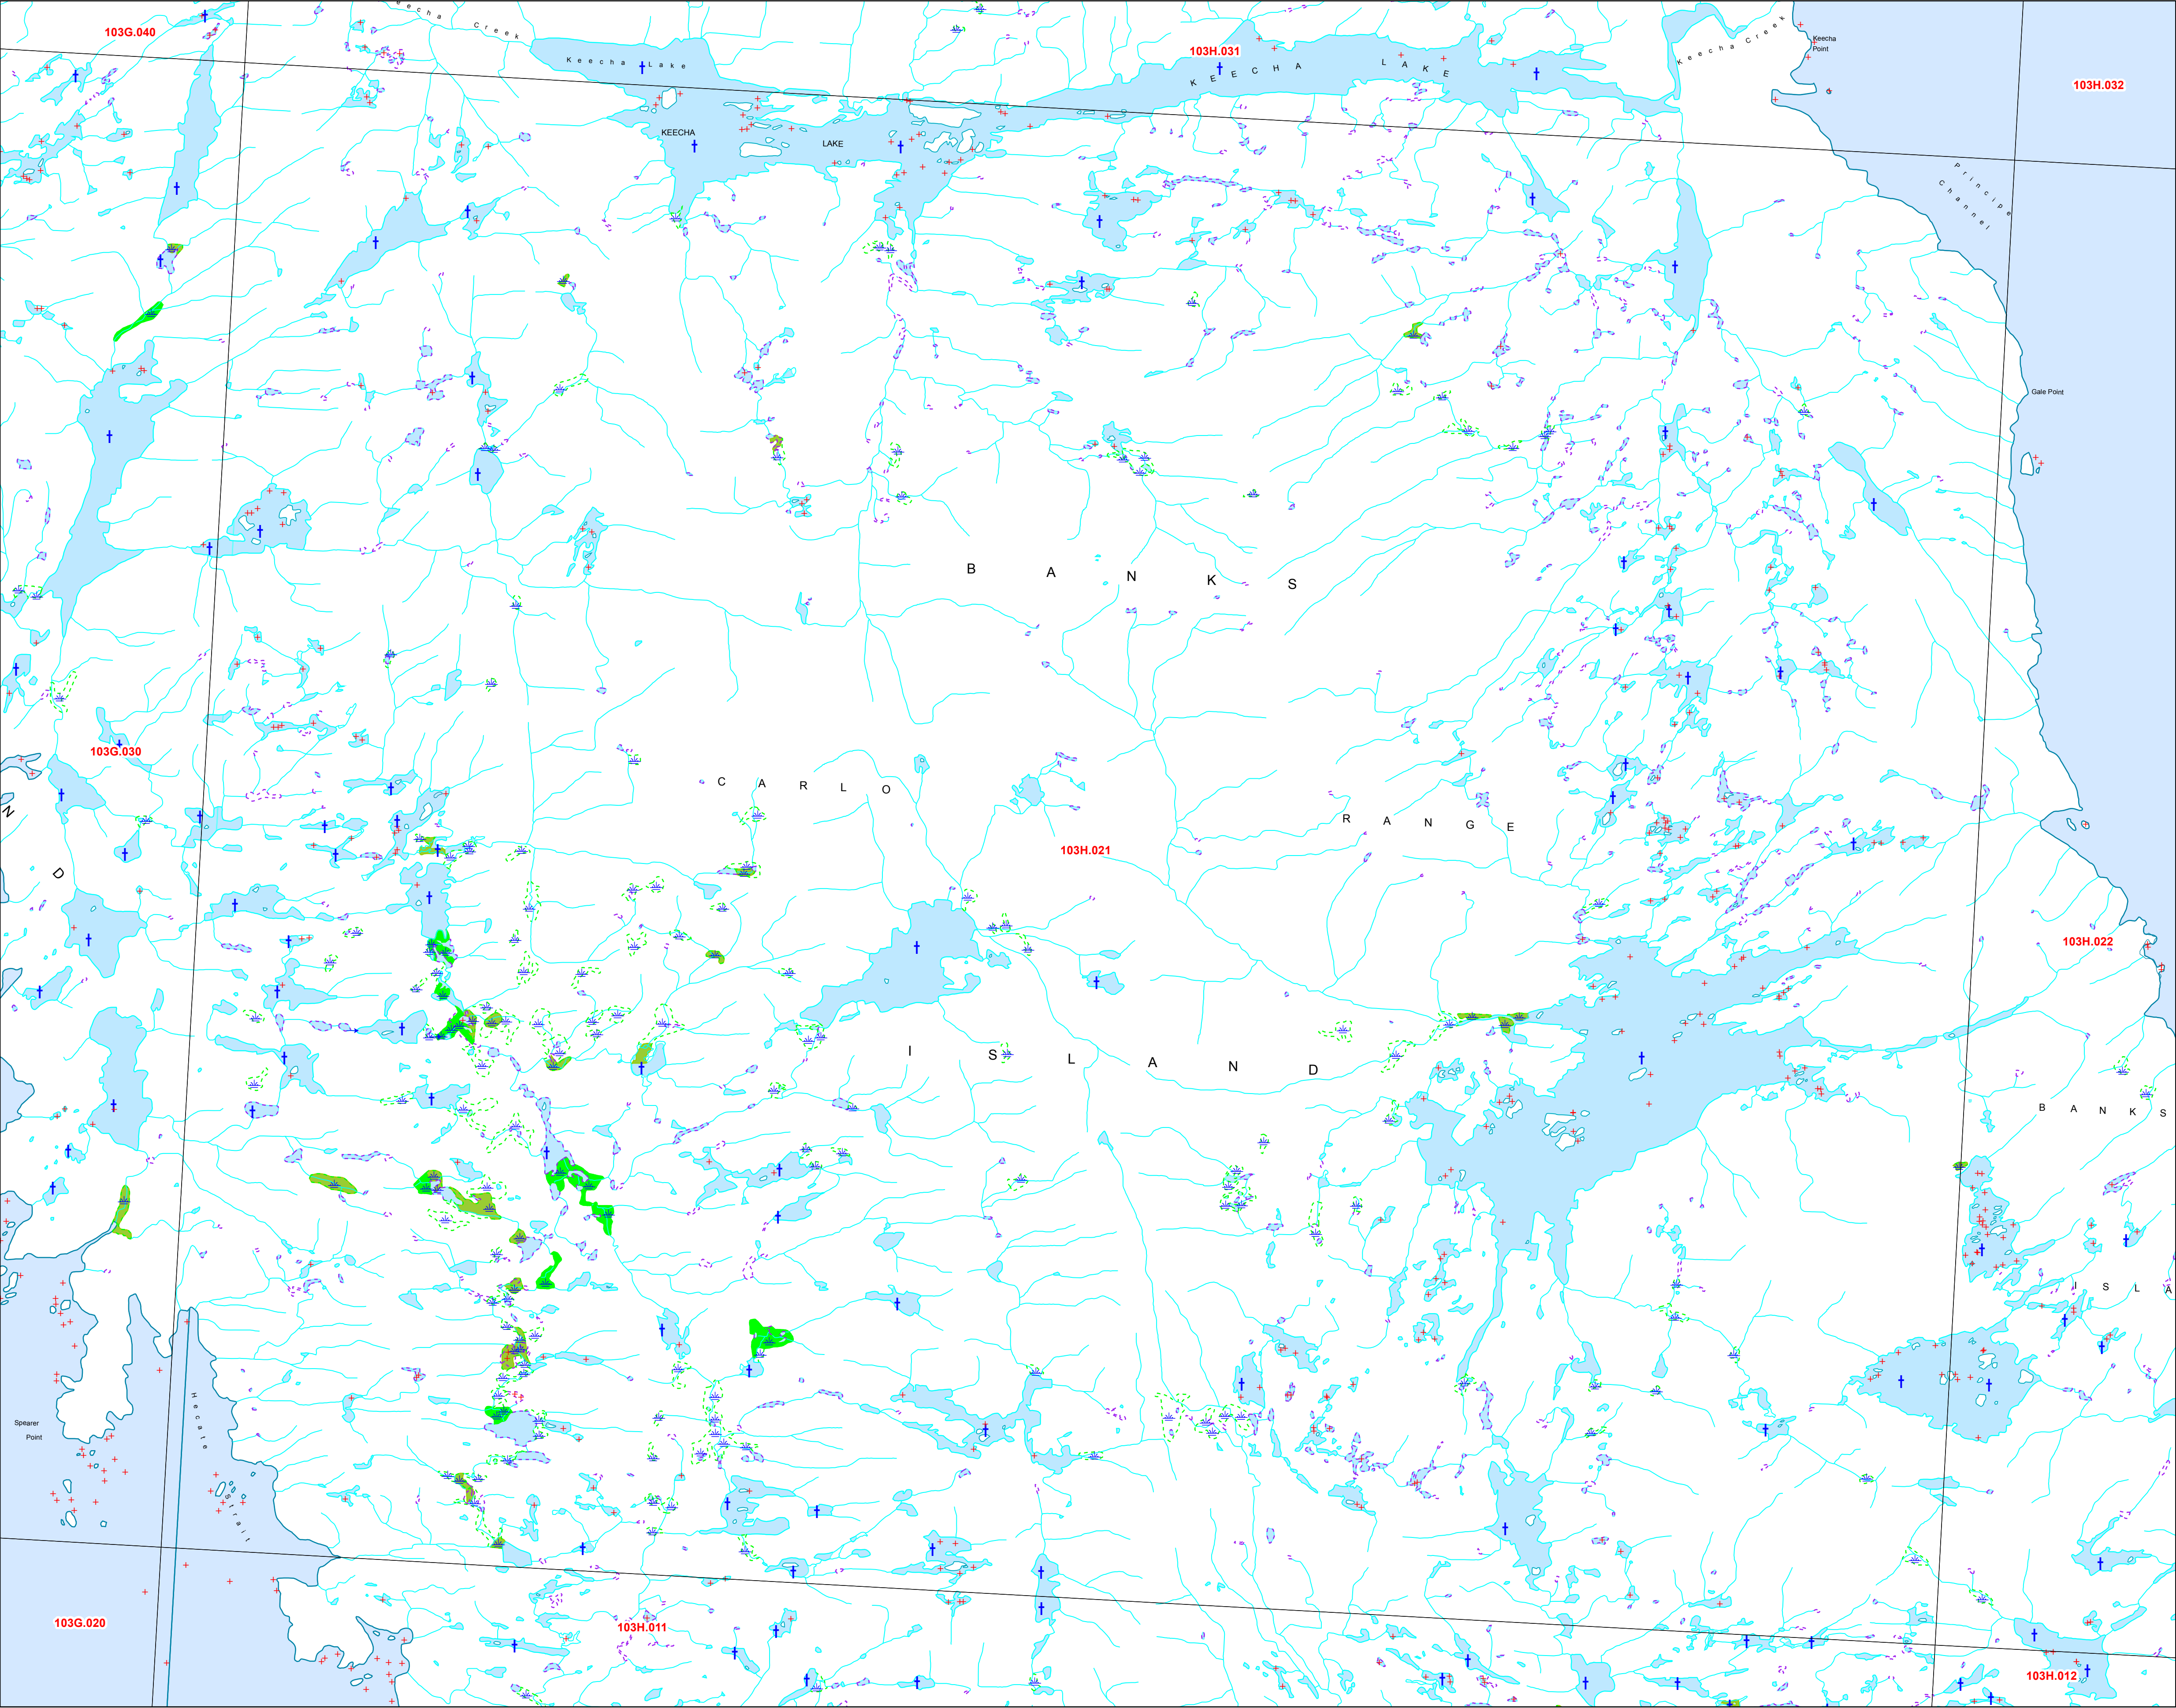 Keecha Creek
103G.040
Keecha Lake
103H.031
KEECHA LAKE
Keecha Creek
Keecha
Point
103H.032
KEECHA LAKE
Principe
Channel
Gale Point
BANKS
103G.030
CARLO
RANGE
N
D
103H.021
103H.022
ISLAND
BANKS
ISLA
Spearer
Point
Hecate
Strait
103G.020
103H.011
103H.012